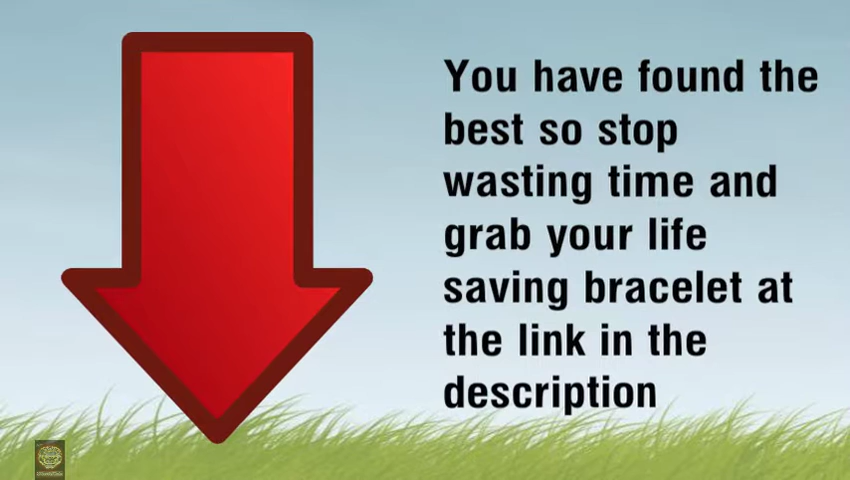 You have found the
best so stop
wasting time and
grab your life
saving bracelet at
the link in the
description